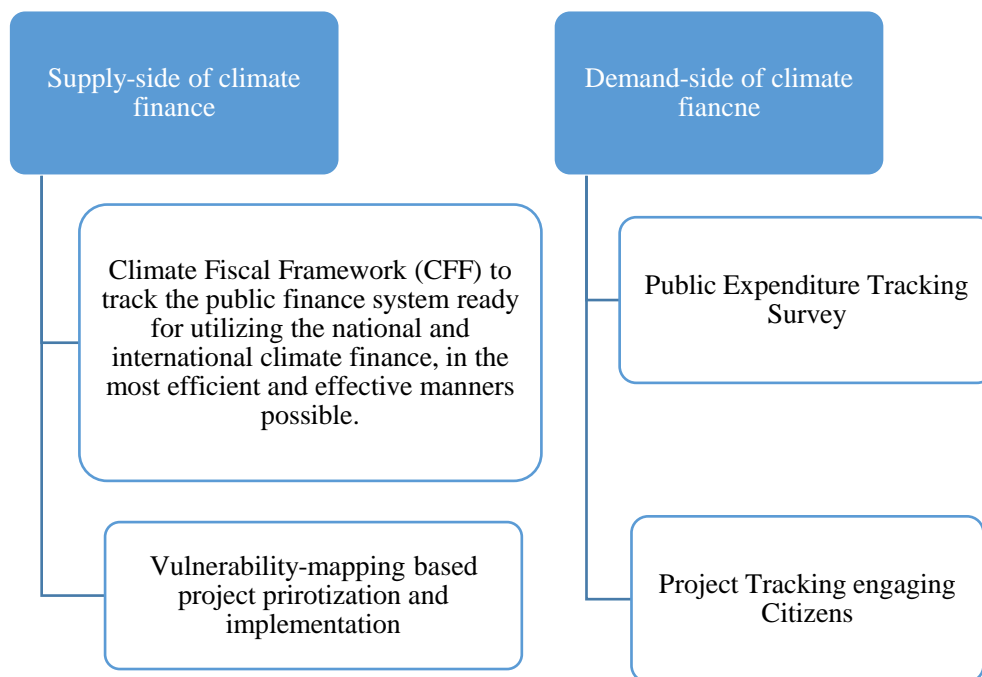 Supply-side of climate
finance
Climate Fiscal Framework (CFF) to
track the public finance system ready
for utilizing the national and
international climate finance, in the
most efficient and effective manners
possible.
Vulnerability-mapping based
project prirotization and
implementation
Demand-side of climate
fiancne
Public Expenditure Tracking
Survey
Project Tracking engaging
Citizens